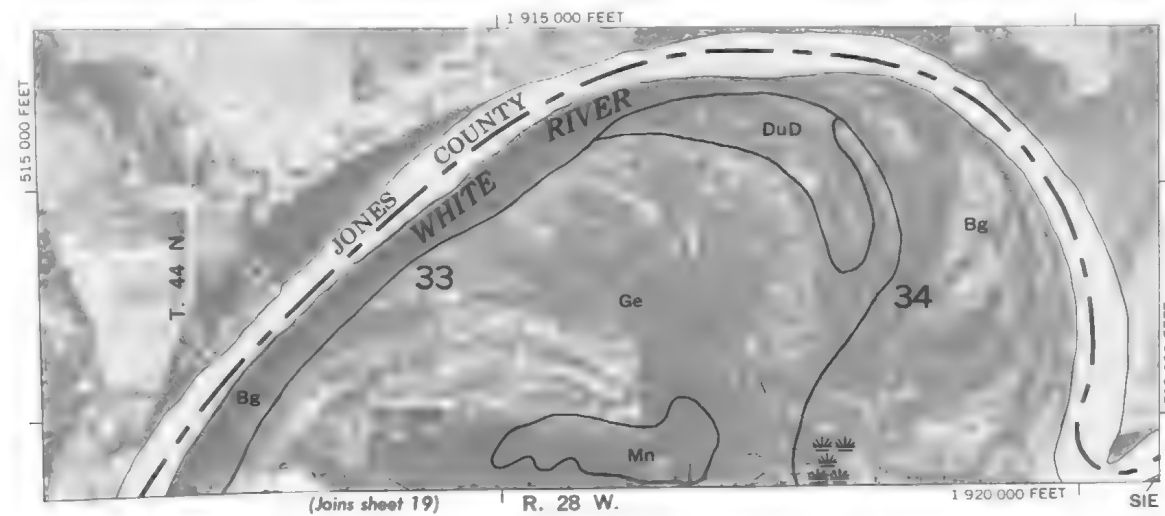 1 915 000 FEET
515 000 FEET
JONES COUNTY
WHITE RIVER
T. 44 N.
DuD
Bg
33
Ge
34
Bg
Mn
(Joins sheet 19)
R. 28 W.
1 920 000 FEET
SIE